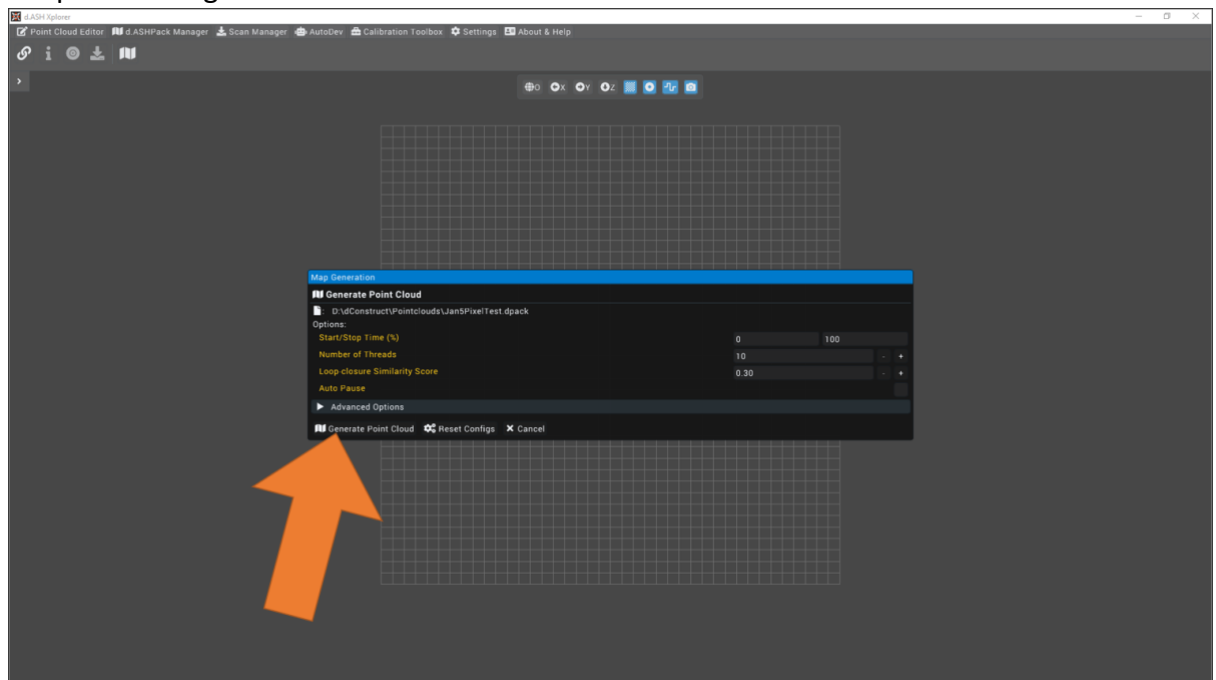 d.ASH Xplorer
Point Cloud Editor d.ASHPack Manager Scan Manager AutoDev Calibration Toolbox Settings About & Help
O X Y Z
Map Generation
Generate Point Cloud
: D:\dConstruct\Pointclouds\Jan5PixelTest.dpack
Options:
Start/Stop Time (%) 0 100
Number of Threads 10 - +
Loop closure Similarity Score 0.30 - +
Auto Pause
Advanced Options
Generate Point Cloud Reset Configs Cancel